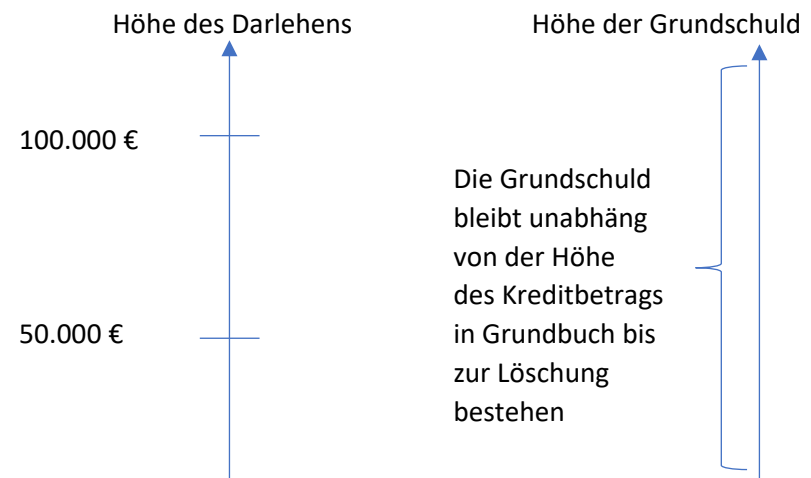 Höhe des Darlehens
Höhe der Grundschuld
100.000 €
50.000 €
Die Grundschuld
bleibt unabhäng
von der Höhe
des Kreditbetrags
in Grundbuch bis
zur Löschung
bestehen